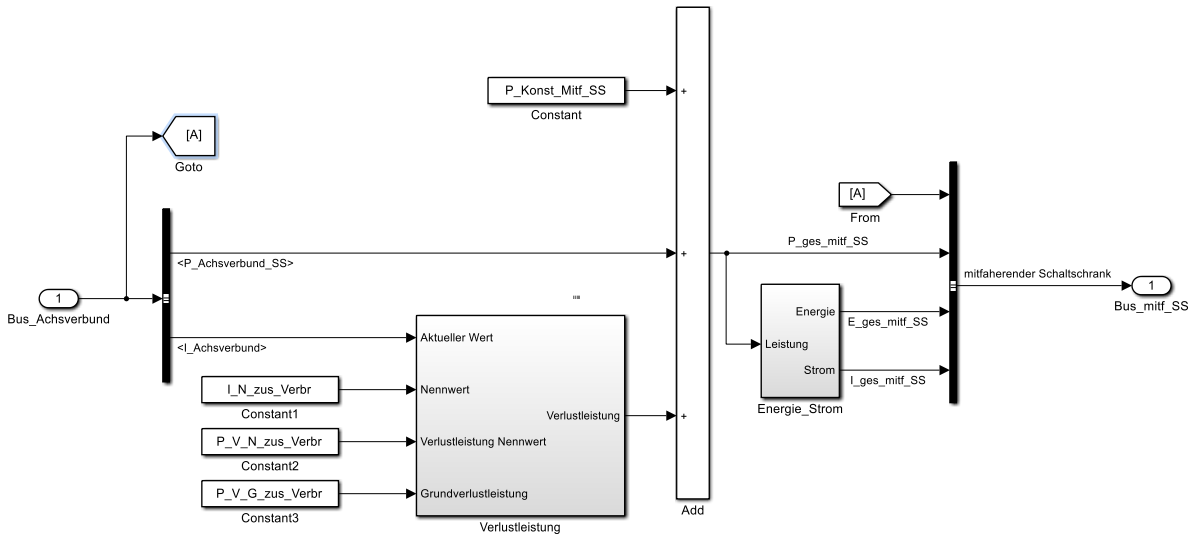 P_Konst_Mitf_SS
+
Constant
[A]
Goto
[A]
From
P_ges_mitf_SS
<P_Achsverbund_SS>
+
mitfaherender Schaltschrank
1
Bus_Achsverbund
1
Bus_mitf_SS
Energie
E_ges_mitf_SS
Leistung
Strom
I_ges_mitf_SS
Energie_Strom
<I_Achsverbund>
Aktueller Wert
I_N_zus_Verbr
Nennwert
Constant1
Verlustleistung
+
P_V_N_zus_Verbr
Verlustleistung Nennwert
Constant2
P_V_G_zus_Verbr
Grundverlustleistung
Constant3
Verlustleistung
Add